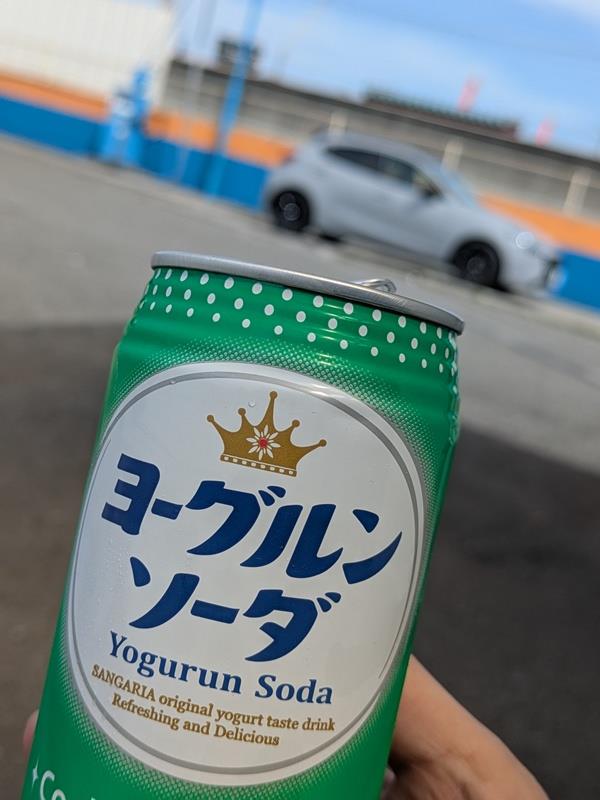 ヨーグルン
ソーダ
Yogurun Soda
SANGARIA original yogurt taste drink
Refreshing and Delicious